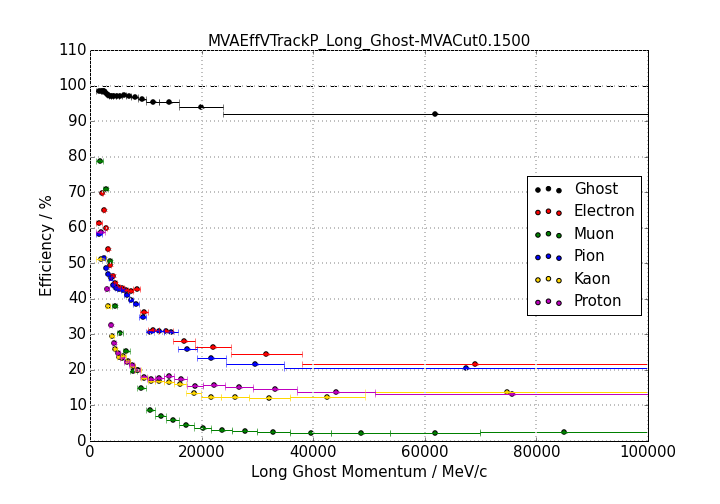 MVAEffVTrackP_Long_Ghost-MVACut0.1500
110
100
90
80
70
60
50
40
30
20
10
0
Efficiency / %
Ghost
Electron
Muon
Pion
Kaon
Proton
0 20000 40000 60000 80000 100000
Long Ghost Momentum / MeV/c